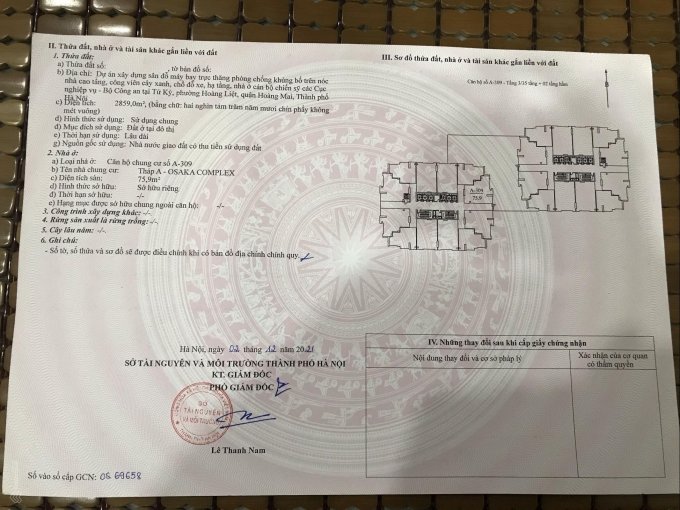 II. Thửa đất, nhà ở và tài sản khác gắn liền với đất
1. Thửa đất:
a) Thửa đất số: , tờ bản đồ số:
b) Địa chỉ: Dự án xây dựng sân đỗ máy bay trực thăng phòng chống khủng bố trên nóc
nhà cao tầng, công viên cây xanh, chỗ đỗ xe, hạ tầng, nhà ở cán bộ chiến sỹ các Cục
nghiệp vụ - Bộ Công an tại Tứ Kỳ, phường Hoàng Liệt, quận Hoàng Mai, Thành phố
Hà Nội
c) Diện tích: 2859,0m² (bằng chữ: hai nghìn tám trăm năm mươi chín phẩy không
mét vuông)
d) Hình thức sử dụng: Sử dụng chung
đ) Mục đích sử dụng: Đất ở tại đô thị
e) Thời hạn sử dụng: Lâu dài
g) Nguồn gốc sử dụng: Nhà nước giao đất có thu tiền sử dụng đất
2. Nhà ở:
a) Loại nhà ở: Căn hộ chung cư số A-309
b) Tên nhà chung cư: Tháp A - OSAKA COMPLEX
c) Diện tích sàn: 75,9m²
d) Hình thức sở hữu: Sở hữu riêng
đ) Thời hạn sở hữu: -/-
e) Hạng mục được sở hữu chung ngoài căn hộ: -/-
3. Công trình xây dựng khác: -/-
4. Rừng sản xuất là rừng trồng: -/-
5. Cây lâu năm: -/-.
6. Ghi chú:
- Số tờ, số thửa và sơ đồ sẽ được điều chỉnh khi có bản đồ địa chính chính quy.
Hà Nội, ngày 02 tháng 12 năm 2021
SỞ TÀI NGUYÊN VÀ MÔI TRƯỜNG THÀNH PHỐ HÀ NỘI
KT. GIÁM ĐỐC
PHÓ GIÁM ĐỐC
SỞ
TÀI NGUYÊN
VÀ MÔI TRƯỜNG
Lê Thanh Nam
Số vào sổ cấp GCN: 06 69658
III. Sơ đồ thửa đất, nhà ở và tài sản khác gắn liền với đất
Căn hộ số A-309 - Tầng 3/35 tầng + 02 tầng hầm
B
A-309
75,9
IV. Những thay đổi sau khi cấp giấy chứng nhận
Nội dung thay đổi và cơ sở pháp lý
Xác nhận của cơ quan
có thẩm quyền